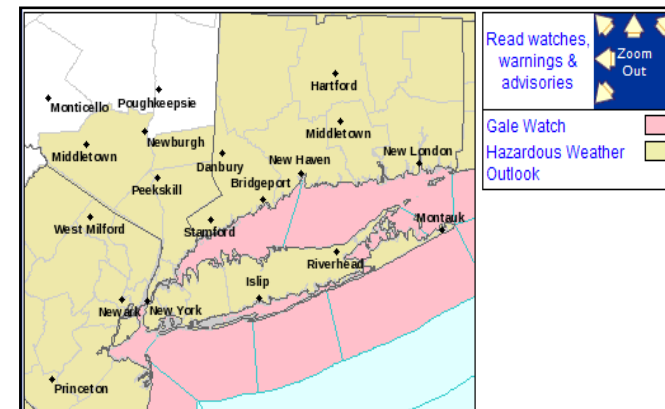 Hartford
Monticello
Poughkeepsie
Middletown
Newburgh
Middletown
Danbury
New Haven
New London
Peekskill
Bridgeport
West Milford
Stamford
Montauk
Riverhead
Islip
Newark
New York
Princeton
Read watches,
warnings &
advisories
Zoom
Out
Gale Watch
Hazardous Weather
Outlook